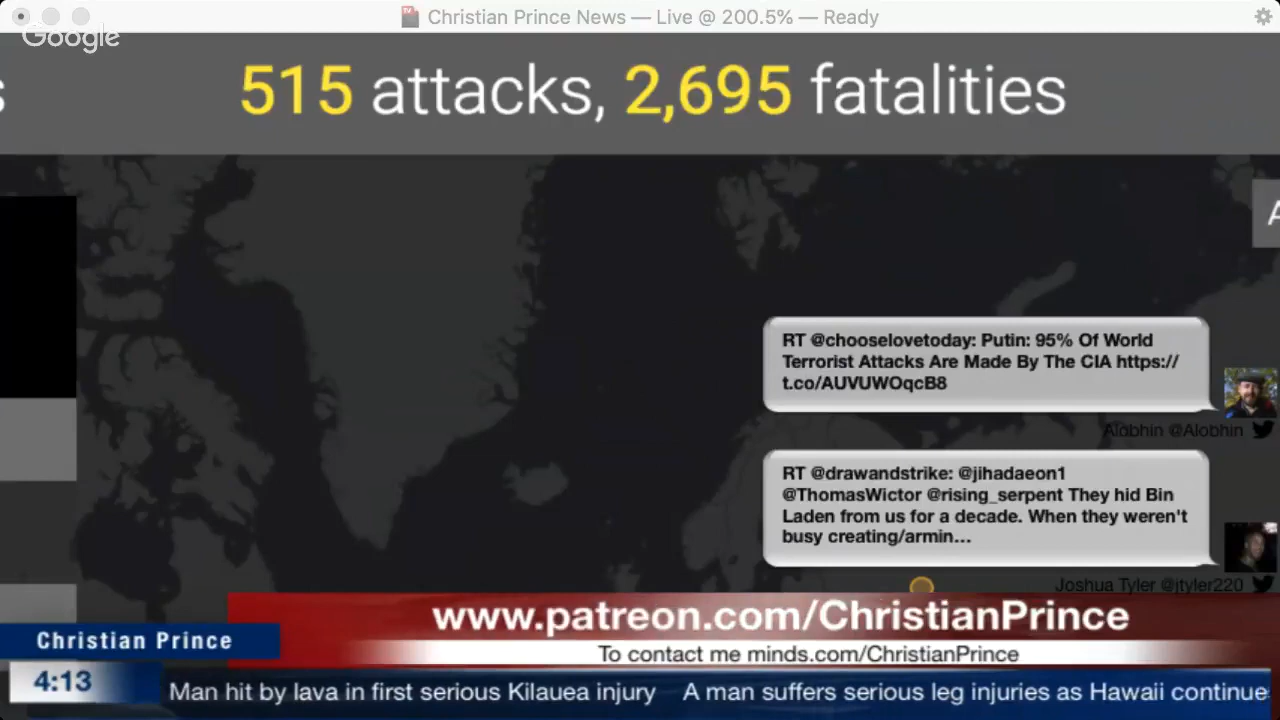 Christian Prince News — Live @ 200.5% — Ready
Google
s 515 attacks, 2,695 fatalities
A
RT @chooselovetoday: Putin: 95% Of World
Terrorist Attacks Are Made By The CIA https://
t.co/AUVUWOqcB8
Alobhin @Alobhin
RT @drawandstrike: @jihadaeon1
@ThomasWictor @rising_serpent They hid Bin
Laden from us for a decade. When they weren't
busy creating/armin...
Joshua Tyler @jtyler220
www.patreon.com/ChristianPrince
Christian Prince
To contact me minds.com/ChristianPrince
4:13
Man hit by lava in first serious Kilauea injury A man suffers serious leg injuries as Hawaii continue